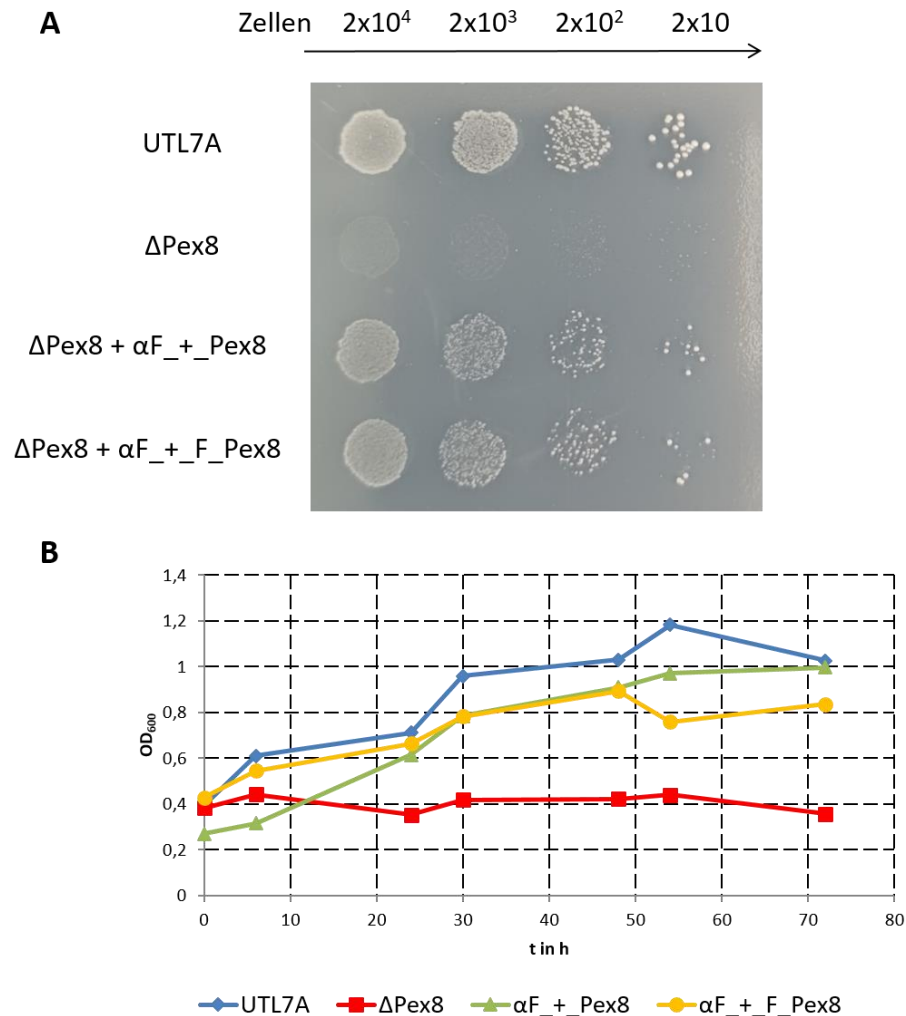 A
Zellen 2x10⁴ 2x10³ 2x10² 2x10
UTL7A
ΔPex8
ΔPex8 + αF_+_Pex8
ΔPex8 + αF_+_F_Pex8
B
1,4
1,2
1
0,8
0,6
0,4
0,2
0
OD₆₀₀
0 10 20 30 40 50 60 70 80
t in h
UTL7A ΔPex8 αF_+_Pex8 αF_+_F_Pex8